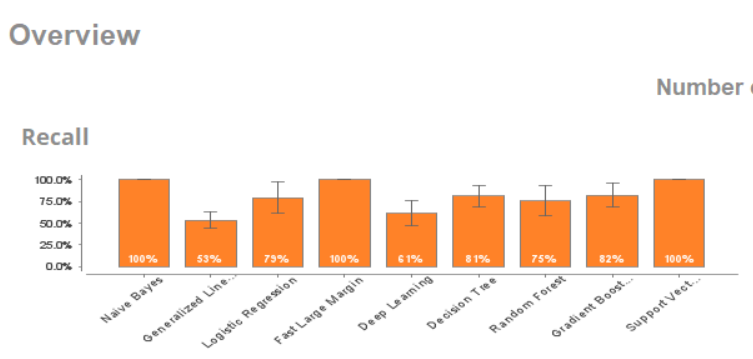 Overview
Number
Recall
100.0%
75.0%
50.0%
25.0%
0.0%
100% 53% 79% 100% 61% 81% 75% 82% 100%
Naive Bayes
Generalized Line...
Logistic Regression
Fast Large Margin
Deep Learning
Decision Tree
Random Forest
Gradient Boost...
Support Vect...